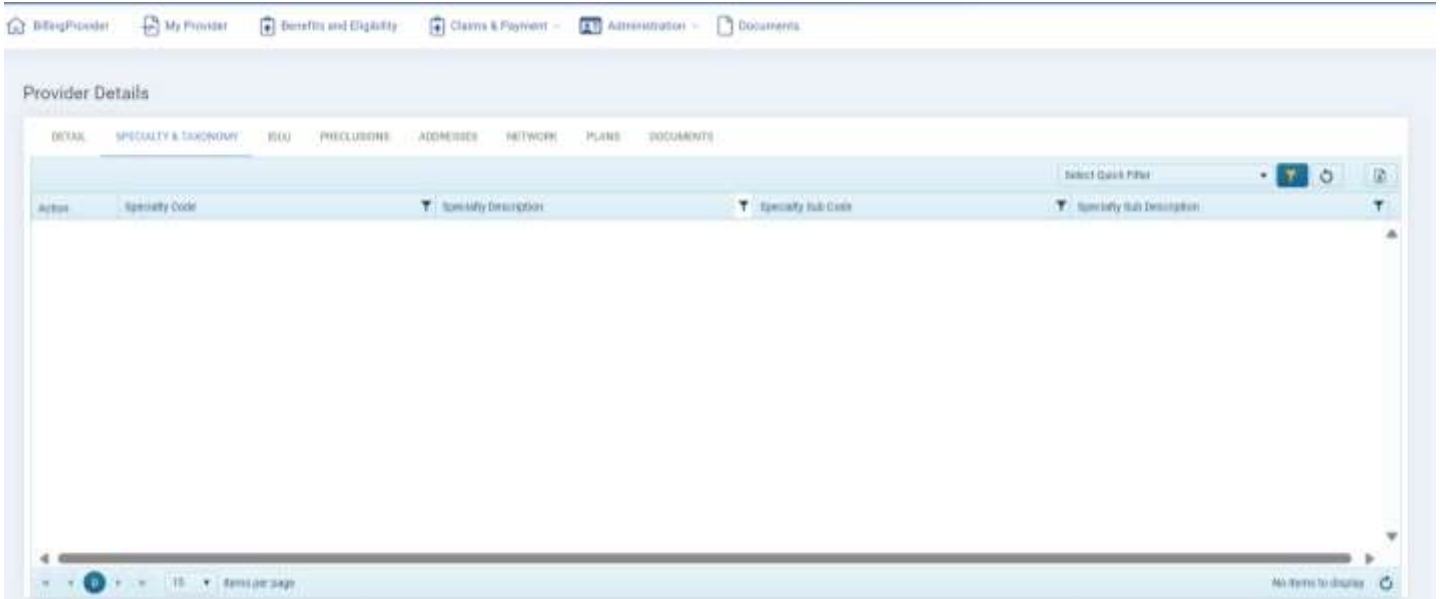 BillingProvider My Provider Benefits and Eligibility Claims & Payment Administration Documents
Provider Details
DETAIL SPECIALTY & TAXONOMY ID(s) PRECLUSIONS ADDRESSES NETWORK PLANS DOCUMENTS
Select Quick Filter
Action Specialty Code Specialty Description Specialty Sub Code Specialty Sub Description
0 15 items per page No items to display